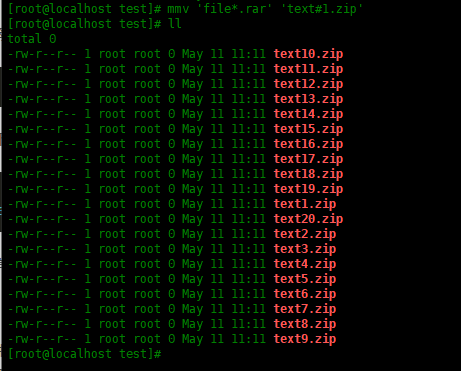 [root@localhost test]# mmv 'file*.rar' 'text#1.zip'
[root@localhost test]# ll
total 0
-rw-r--r-- 1 root root 0 May 11 11:11 text10.zip
-rw-r--r-- 1 root root 0 May 11 11:11 text11.zip
-rw-r--r-- 1 root root 0 May 11 11:11 text12.zip
-rw-r--r-- 1 root root 0 May 11 11:11 text13.zip
-rw-r--r-- 1 root root 0 May 11 11:11 text14.zip
-rw-r--r-- 1 root root 0 May 11 11:11 text15.zip
-rw-r--r-- 1 root root 0 May 11 11:11 text16.zip
-rw-r--r-- 1 root root 0 May 11 11:11 text17.zip
-rw-r--r-- 1 root root 0 May 11 11:11 text18.zip
-rw-r--r-- 1 root root 0 May 11 11:11 text19.zip
-rw-r--r-- 1 root root 0 May 11 11:11 text1.zip
-rw-r--r-- 1 root root 0 May 11 11:11 text20.zip
-rw-r--r-- 1 root root 0 May 11 11:11 text2.zip
-rw-r--r-- 1 root root 0 May 11 11:11 text3.zip
-rw-r--r-- 1 root root 0 May 11 11:11 text4.zip
-rw-r--r-- 1 root root 0 May 11 11:11 text5.zip
-rw-r--r-- 1 root root 0 May 11 11:11 text6.zip
-rw-r--r-- 1 root root 0 May 11 11:11 text7.zip
-rw-r--r-- 1 root root 0 May 11 11:11 text8.zip
-rw-r--r-- 1 root root 0 May 11 11:11 text9.zip
[root@localhost test]#